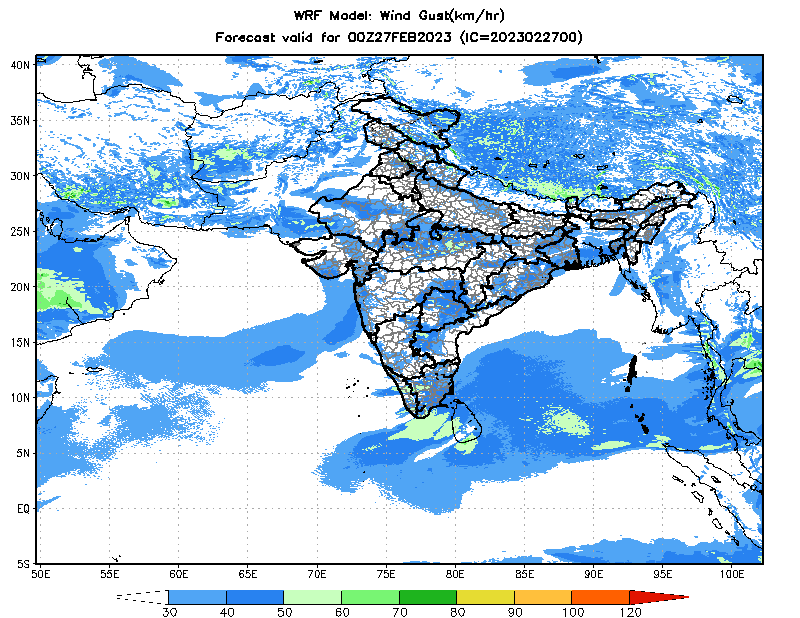 WRF Model: Wind Gust(km/hr)
Forecast valid for 00Z27FEB2023 (IC=2023022700)
40N
35N
30N
25N
20N
15N
10N
5N
EQ
5S
50E 55E 60E 65E 70E 75E 80E 85E 90E 95E 100E
30 40 50 60 70 80 90 100 120